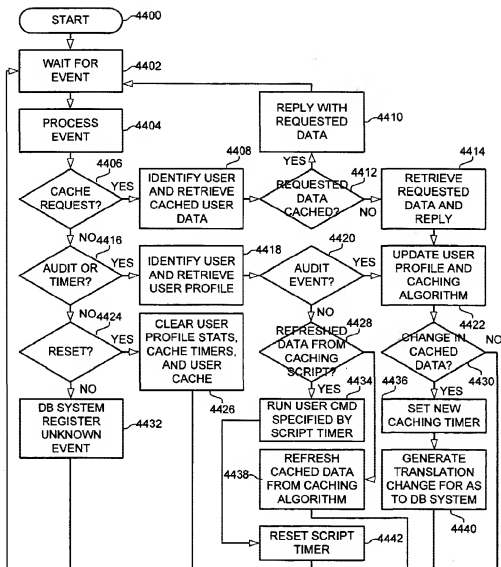 START
4400
WAIT FOR
EVENT
4402
PROCESS
EVENT
4404
REPLY WITH
REQUESTED
DATA
4410
4406
CACHE
REQUEST?
YES
4408
IDENTIFY USER
AND RETRIEVE
CACHED USER
DATA
YES
4412
REQUESTED
DATA
CACHED?
NO
4414
RETRIEVE
REQUESTED
DATA AND
REPLY
NO
4416
AUDIT OR
TIMER?
YES
4418
IDENTIFY USER
AND RETRIEVE
USER PROFILE
4420
AUDIT
EVENT?
YES
UPDATE USER
PROFILE AND
CACHING
ALGORITHM
4422
NO
4424
RESET?
YES
CLEAR USER
PROFILE STATS,
CACHE TIMERS,
AND USER
CACHE
4426
NO
4428
REFRESHED
DATA FROM
CACHING
SCRIPT?
YES
CHANGE IN
CACHED
DATA?
NO
4430
YES
NO
DB SYSTEM
REGISTER
UNKNOWN
EVENT
4432
4434
RUN USER CMD
SPECIFIED BY
SCRIPT TIMER
4436
SET NEW
CACHING TIMER
4438
REFRESH
CACHED DATA
FROM CACHING
ALGORITHM
GENERATE
TRANSLATION
CHANGE FOR AS
TO DB SYSTEM
4440
RESET SCRIPT
TIMER
4442